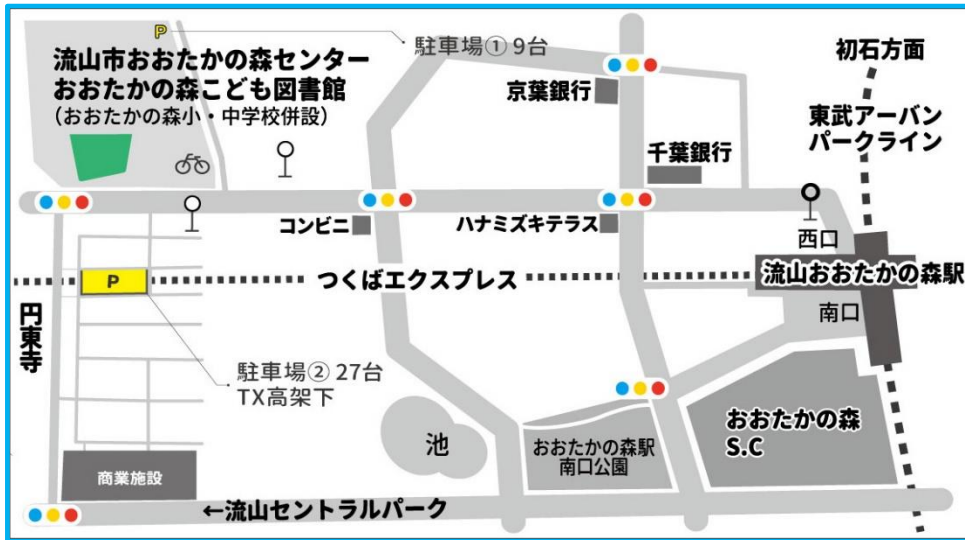 P
駐車場① 9台
流山市おおたかの森センター
おおたかの森こども図書館
（おおたかの森小・中学校併設）
京葉銀行
初石方面
東武アーバン
パークライン
千葉銀行
コンビニ
ハナミズキテラス
西口
P
つくばエクスプレス
流山おおたかの森駅
南口
円東寺
駐車場② 27台
TX高架下
池
おおたかの森駅
南口公園
おおたかの森
S.C
商業施設
←流山セントラルパーク